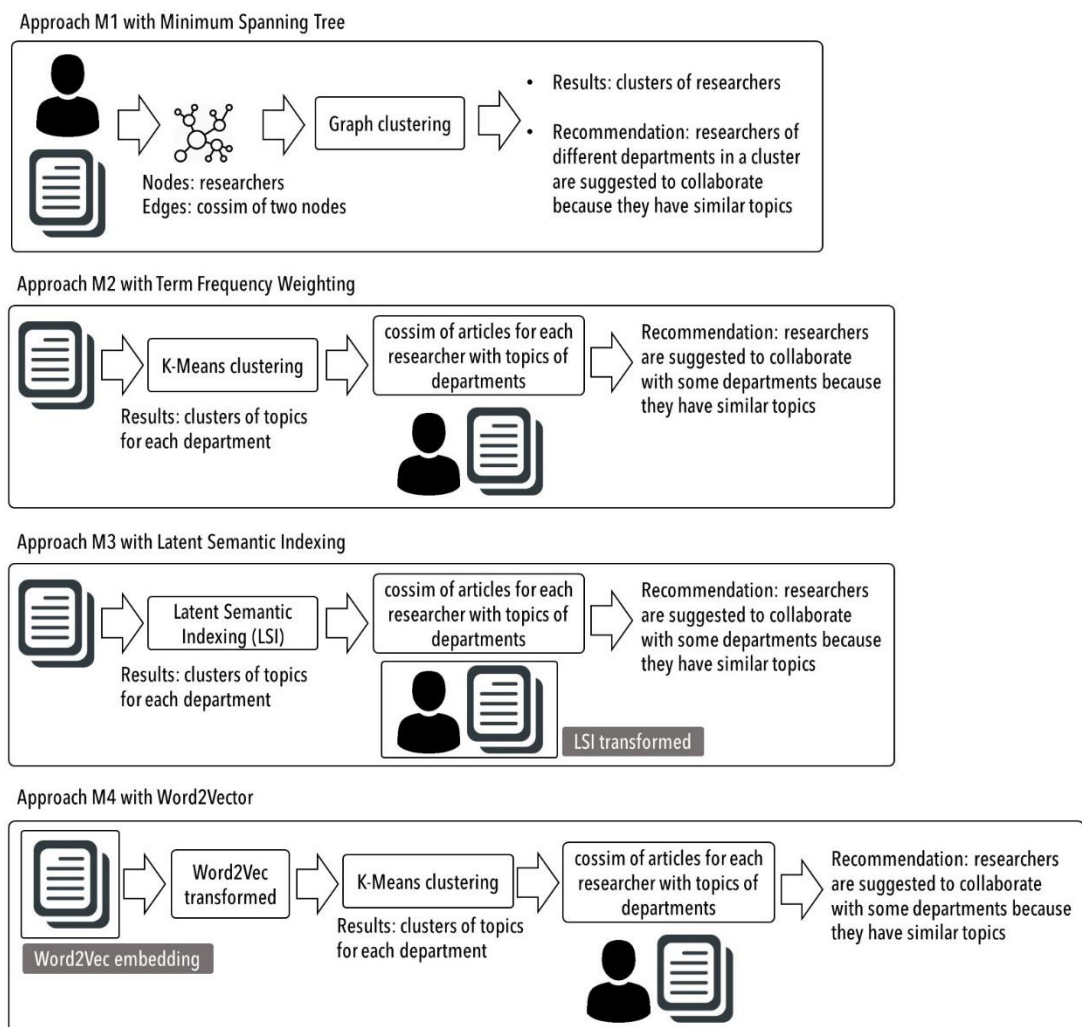 Approach M1 with Minimum Spanning Tree
Nodes: researchers
Edges: cossim of two nodes
Graph clustering
• Results: clusters of researchers
• Recommendation: researchers of
different departments in a cluster
are suggested to collaborate
because they have similar topics
Approach M2 with Term Frequency Weighting
K-Means clustering
Results: clusters of topics
for each department
cossim of articles for each
researcher with topics of
departments
Recommendation: researchers
are suggested to collaborate
with some departments because
they have similar topics
Approach M3 with Latent Semantic Indexing
Latent Semantic
Indexing (LSI)
Results: clusters of topics
for each department
cossim of articles for each
researcher with topics of
departments
LSI transformed
Recommendation: researchers
are suggested to collaborate
with some departments because
they have similar topics
Approach M4 with Word2Vector
Word2Vec embedding
Word2Vec
transformed
K-Means clustering
Results: clusters of topics
for each department
cossim of articles for each
researcher with topics of
departments
Recommendation: researchers
are suggested to collaborate
with some departments because
they have similar topics